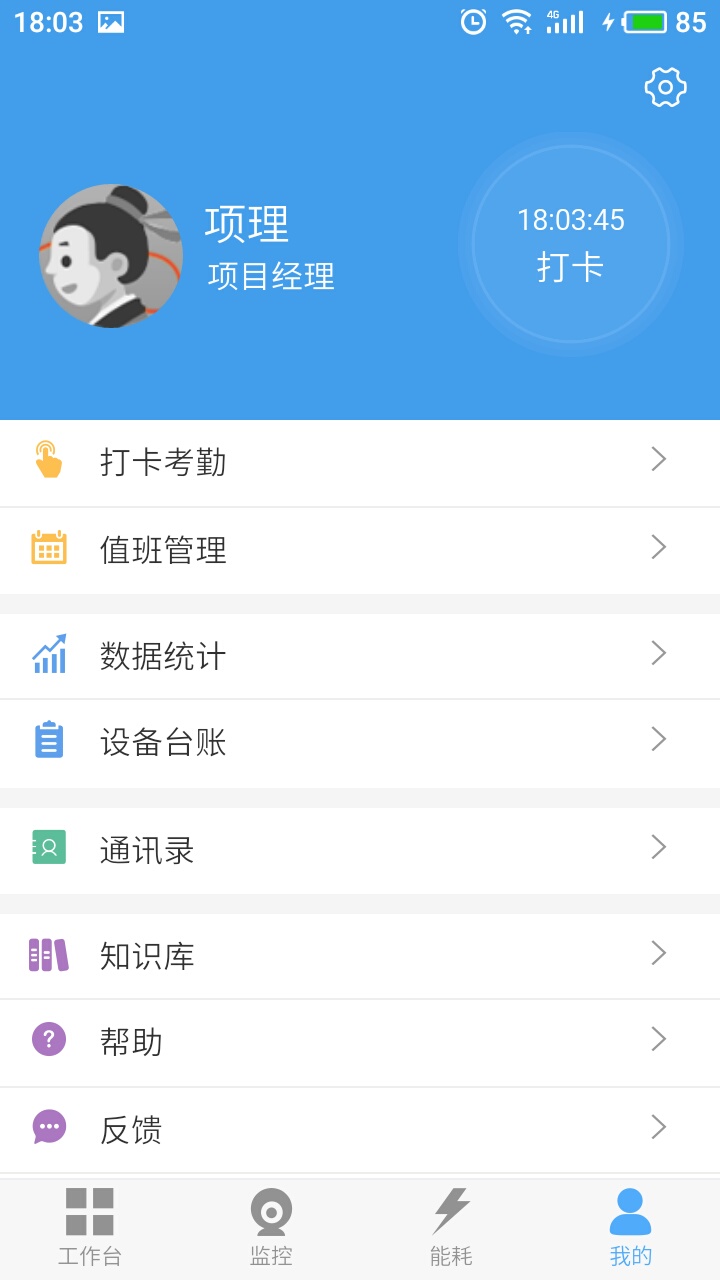 18:03 4G 85
项理
项目经理
18:03:45
打卡
打卡考勤
值班管理
数据统计
设备台账
通讯录
知识库
帮助
反馈
工作台 监控 能耗 我的